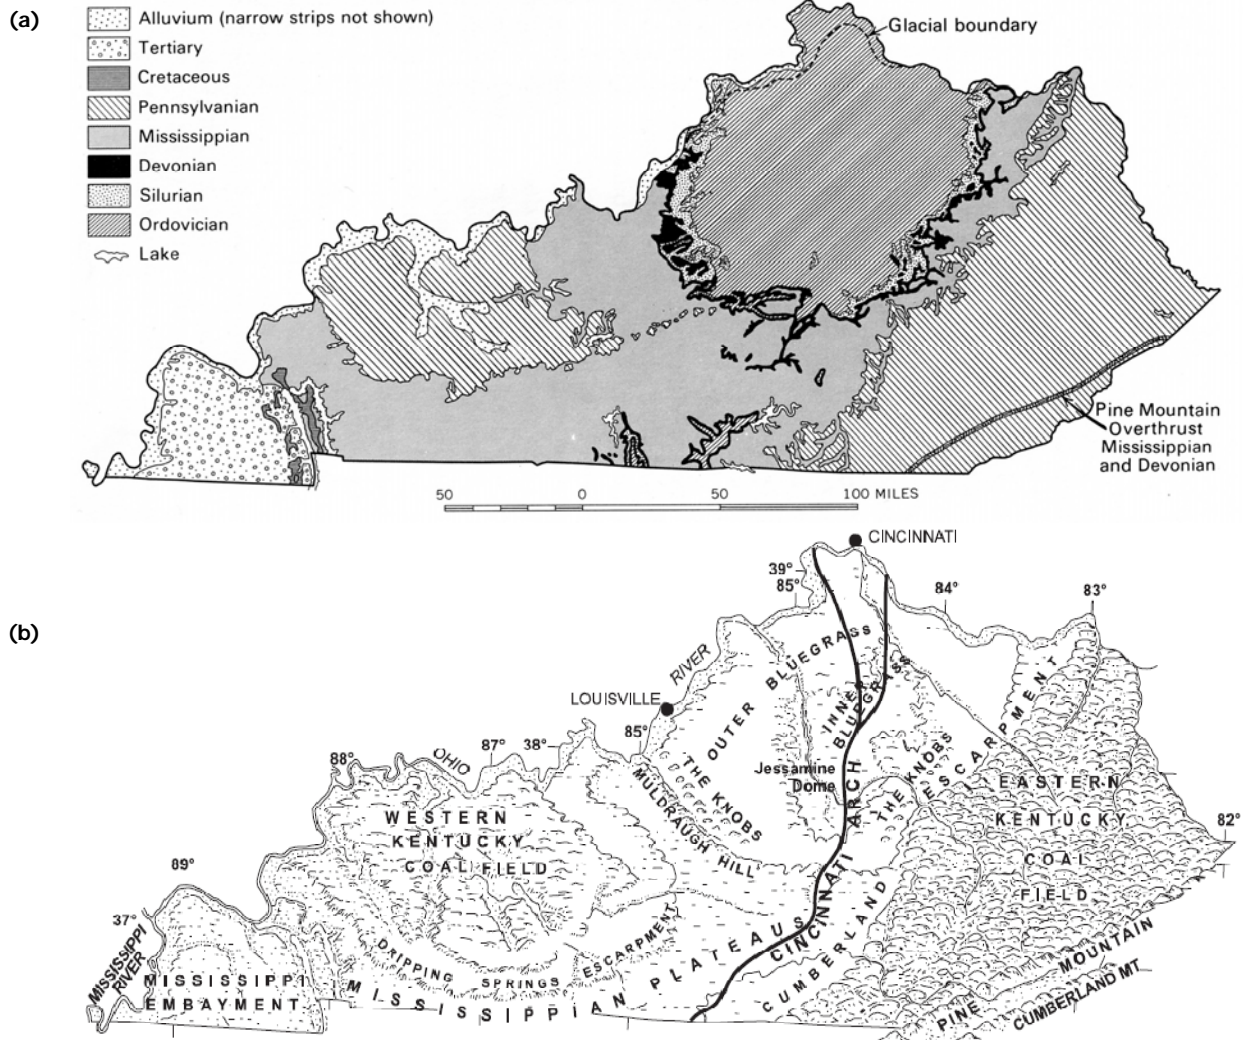 (a)
Alluvium (narrow strips not shown)
Tertiary
Cretaceous
Pennsylvanian
Mississippian
Devonian
Silurian
Ordovician
Lake
Glacial boundary
Pine Mountain
Overthrust
Mississippian
and Devonian
50 0 50 100 MILES
(b)
CINCINNATI
39°
85°
84°
83°
RIVER
LOUISVILLE
85°
OUTER BLUEGRASS
INNER
BLUEGRASS
THE KNOBS
MULDRAUGH HILL
Jessamine
Dome
CINCINNATI ARCH
THE KNOBS
ESCARPMENT
88°
OHIO
87°
38°
WESTERN
KENTUCKY
COAL FIELD
EASTERN
KENTUCKY
COAL
FIELD
82°
89°
37°
MISSISSIPPI
RIVER
MISSISSIPPI
EMBAYMENT
DRIPPING SPRINGS ESCARPMENT
MISSISSIPPIAN PLATEAUS
CUMBERLAND
PINE MOUNTAIN
CUMBERLAND MT